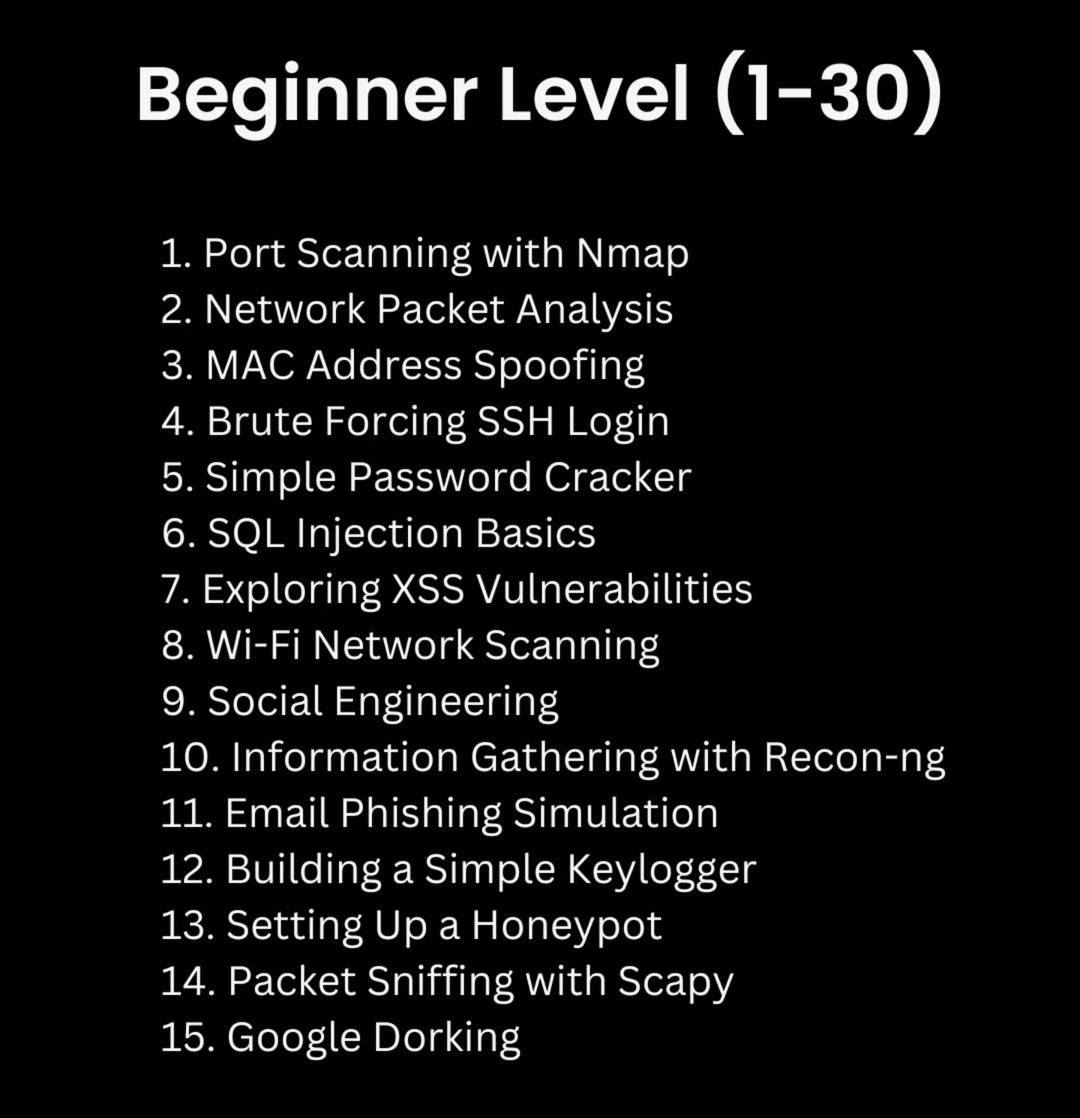 Beginner Level (1-30)
1. Port Scanning with Nmap
2. Network Packet Analysis
3. MAC Address Spoofing
4. Brute Forcing SSH Login
5. Simple Password Cracker
6. SQL Injection Basics
7. Exploring XSS Vulnerabilities
8. Wi-Fi Network Scanning
9. Social Engineering
10. Information Gathering with Recon-ng
11. Email Phishing Simulation
12. Building a Simple Keylogger
13. Setting Up a Honeypot
14. Packet Sniffing with Scapy
15. Google Dorking